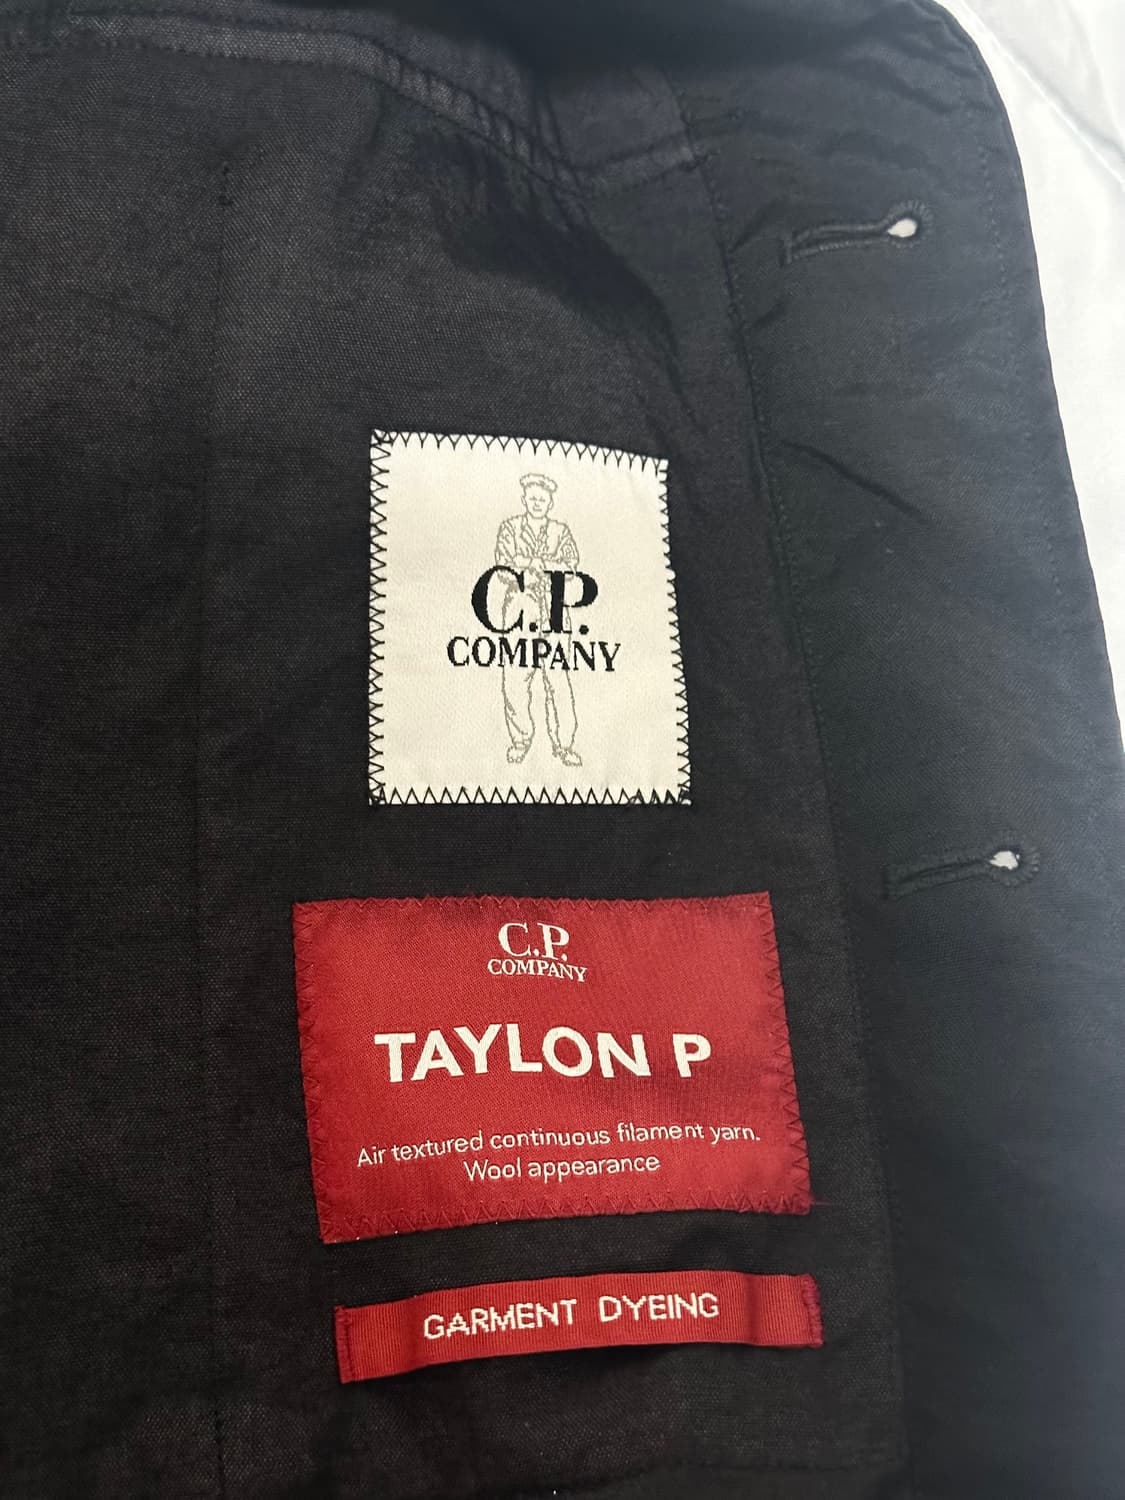 C.P.
COMPANY
C.P.
COMPANY
TAYLON P
Air textured continuous filament yarn.
Wool appearance
GARMENT DYEING